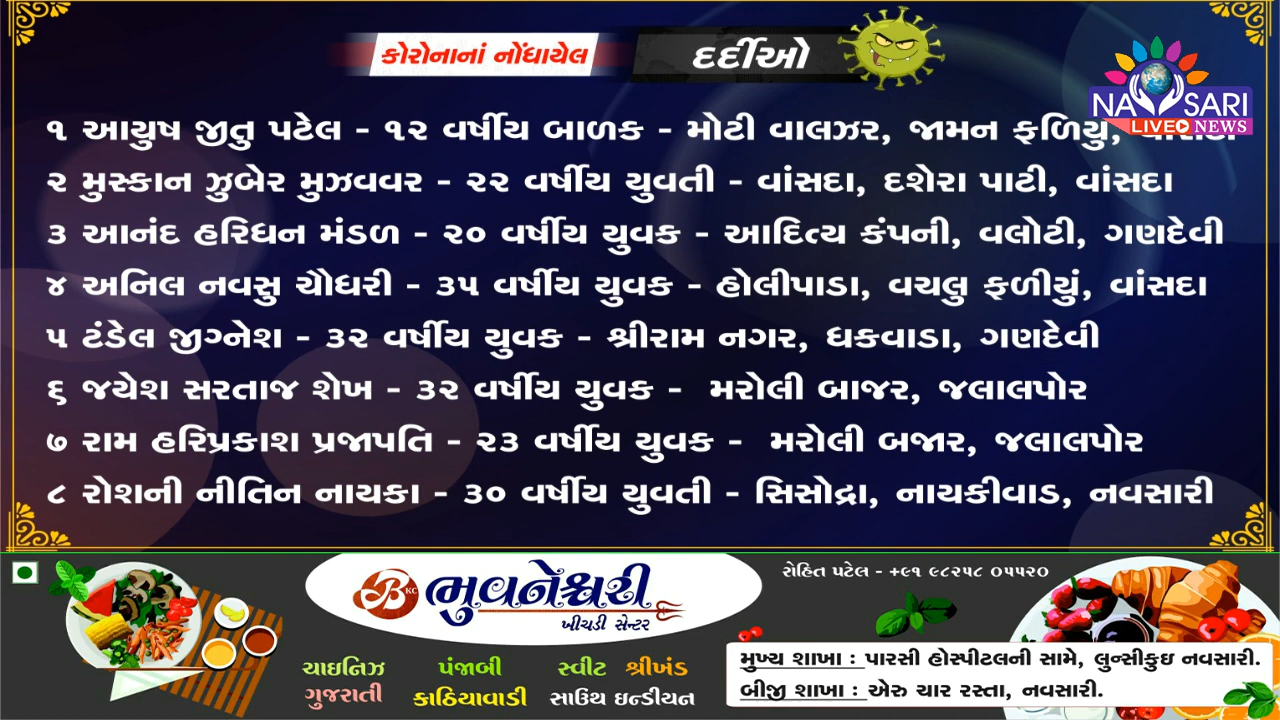 કોરોનાનાં નોંધાયેલ દર્દીઓ
NAVSARI
LIVE NEWS
૧ આયુષ જીતુ પટેલ - ૧૨ વર્ષીય બાળક - મોટી વાલઝર, જામન ફળિયું,
૨ મુસ્કાન ઝુબેર મુઝવવર - ૨૨ વર્ષીય યુવતી - વાંસદા, દશેરા પાટી, વાંસદા
૩ આનંદ હરિધન મંડળ - ૨૦ વર્ષીય યુવક - આદિત્ય કંપની, વલોટી, ગણદેવી
૪ અનિલ નવસુ ચૌધરી - ૩૫ વર્ષીય યુવક - હોલીપાડા, વચલુ ફળીયું, વાંસદા
૫ ટંડેલ જીગ્નેશ - ૩૨ વર્ષીય યુવક - શ્રીરામ નગર, ધકવાડા, ગણદેવી
૬ જયેશ સરતાજ શેખ - ૩૨ વર્ષીય યુવક - મરોલી બાજર, જલાલપોર
૭ રામ હરિપ્રકાશ પ્રજાપતિ - ૨૩ વર્ષીય યુવક - મરોલી બજાર, જલાલપોર
૮ રોશની નીતિન નાયકા - ૩૦ વર્ષીય યુવતી - સિસોદ્રા, નાયકીવાડ, નવસારી
KC ભુવનેશ્વરી
ખીચડી સેન્ટર
રોહિત પટેલ - +૯૧ ૯૮૨૫૮ ૦૫૫૨૦
ચાઇનિઝ પંજાબી સ્વીટ શ્રીખંડ
ગુજરાતી કાઠિયાવાડી સાઉથ ઇન્ડીયન
મુખ્ય શાખા : પારસી હોસ્પીટલની સામે, લુન્સીકુઇ નવસારી.
બીજી શાખા : એરુ ચાર રસ્તા, નવસારી.